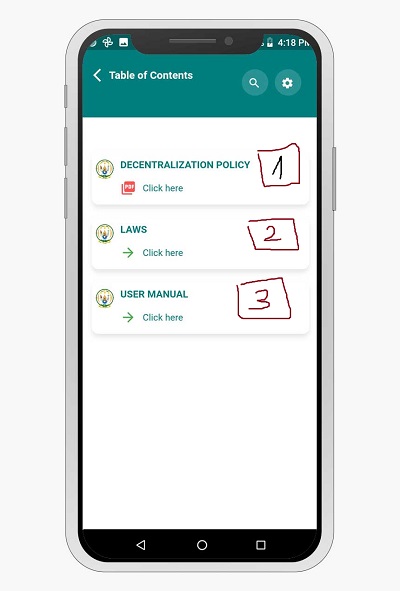 4:18 PM
Table of Contents
DECENTRALIZATION POLICY
1
PDF
Click here
LAWS
2
Click here
USER MANUAL
3
Click here